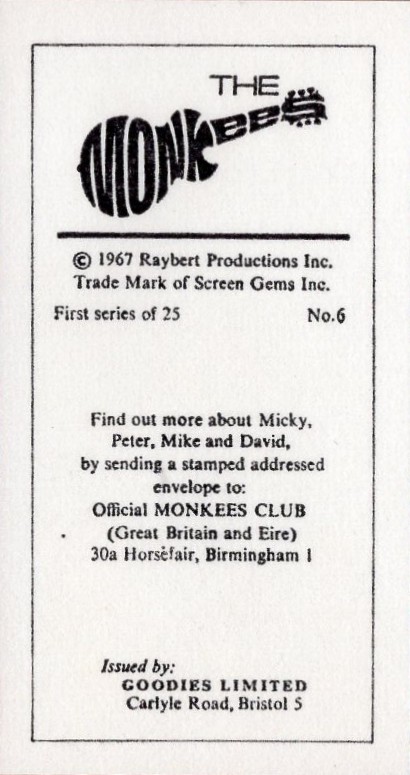 THE
MONKEES
© 1967 Raybert Productions Inc.
Trade Mark of Screen Gems Inc.
First series of 25 No.6
Find out more about Micky,
Peter, Mike and David,
by sending a stamped addressed
envelope to:
Official MONKEES CLUB
(Great Britain and Eire)
30a Horsefair, Birmingham 1
Issued by:
GOODIES LIMITED
Carlyle Road, Bristol 5